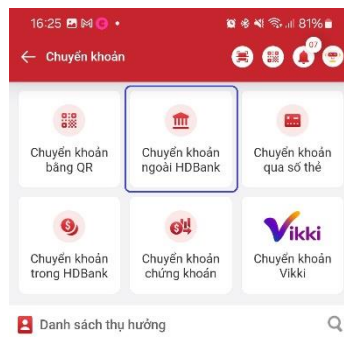 16:25 81%
Chuyển khoản
07
Chuyển khoản
bằng QR
Chuyển khoản
ngoài HDBank
Chuyển khoản
qua số thẻ
Chuyển khoản
trong HDBank
Chuyển khoản
chứng khoán
Vikki
Chuyển khoản
Vikki
Danh sách thụ hưởng